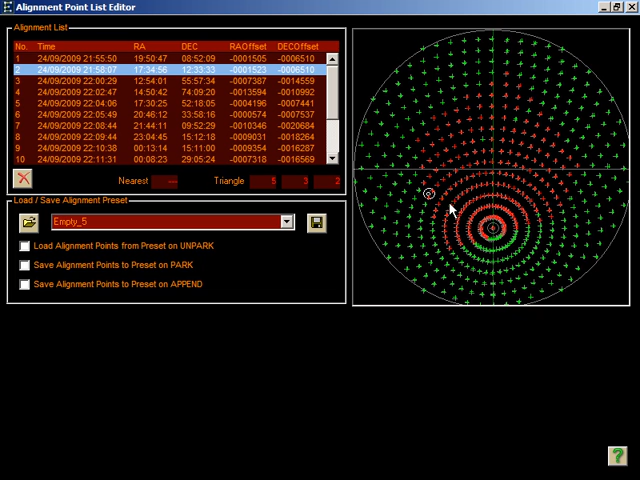 Alignment Point List Editor
Alignment List
No. Time RA DEC RAOffset DECOffset
1 24/09/2009 21:55:50 19:50:47 08:52:09 -0001505 -0006510
2 24/09/2009 21:58:07 17:34:56 12:33:33 -0001523 -0006510
3 24/09/2009 22:00:29 12:54:01 55:57:34 -0007387 -0014559
4 24/09/2009 22:02:47 14:50:42 74:09:20 -0013594 -0010992
5 24/09/2009 22:04:06 17:30:25 52:18:05 -0004196 -0007441
6 24/09/2009 22:05:49 20:46:12 33:58:16 -0000574 -0007537
7 24/09/2009 22:08:44 21:44:11 09:52:29 -0010346 -0020684
8 24/09/2009 22:09:44 23:04:45 15:12:18 -0009031 -0018264
9 24/09/2009 22:10:38 00:13:14 15:11:00 -0009354 -0016287
10 24/09/2009 22:11:31 00:08:23 29:05:24 -0007318 -0016569
Nearest --- Triangle 5 3 2
Load / Save Alignment Preset
Empty_5
Load Alignment Points from Preset on UNPARK
Save Alignment Points to Preset on PARK
Save Alignment Points to Preset on APPEND
?